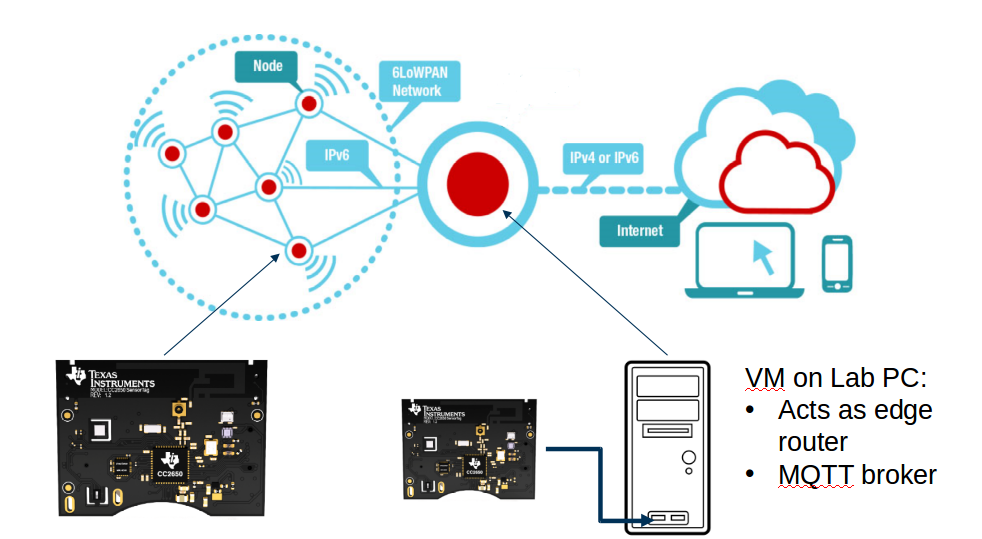 Node
6LoWPAN
Network
IPv6
IPv4 or IPv6
Internet
TEXAS
INSTRUMENTS
MODEL: CC2650 SensorTag
REV: 1.2
CC2650
TEXAS
INSTRUMENTS
CC2650
VM on Lab PC:
• Acts as edge
router
• MQTT broker